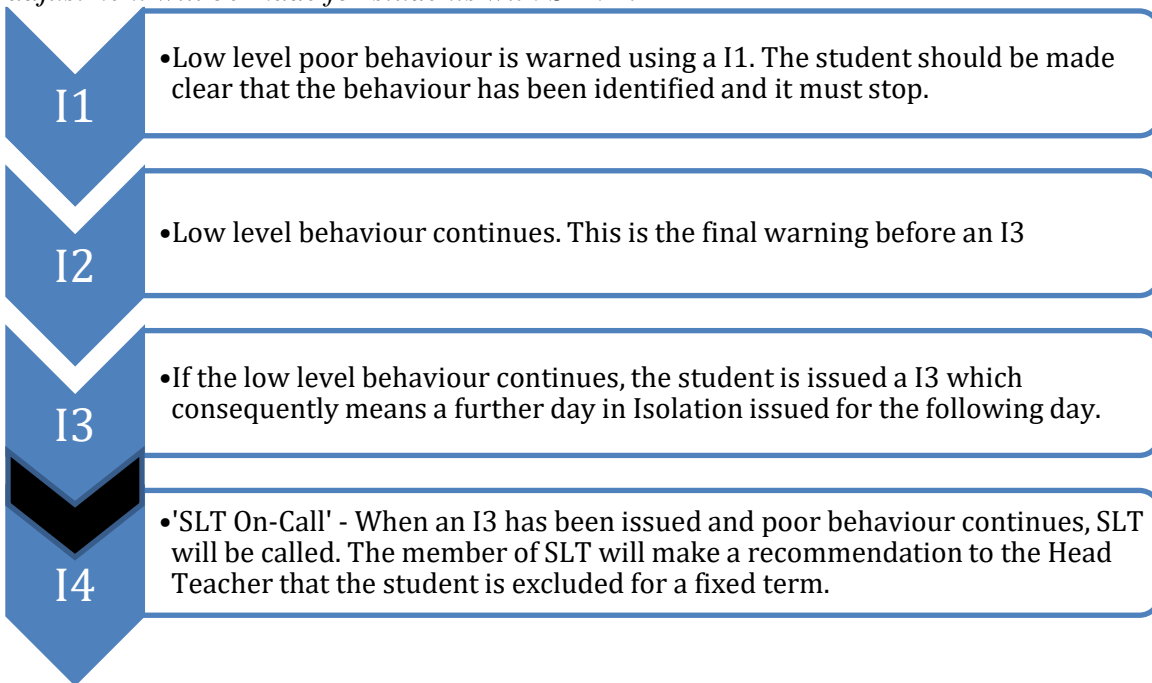 I1
•Low level poor behaviour is warned using a I1. The student should be made
clear that the behaviour has been identified and it must stop.
I2
•Low level behaviour continues. This is the final warning before an I3
I3
•If the low level behaviour continues, the student is issued a I3 which
consequently means a further day in Isolation issued for the following day.
I4
•'SLT On-Call' - When an I3 has been issued and poor behaviour continues, SLT
will be called. The member of SLT will make a recommendation to the Head
Teacher that the student is excluded for a fixed term.